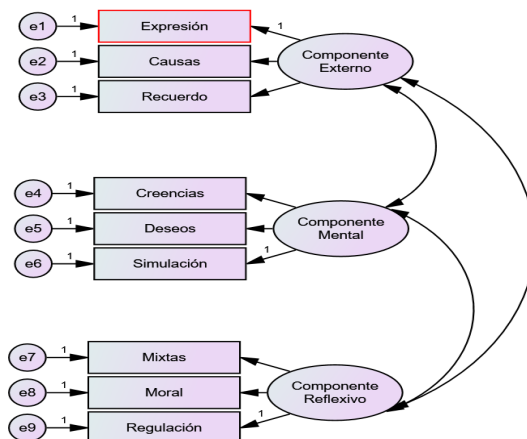 e1
1
Expresión
1
Componente
Externo
e2
1
Causas
e3
1
Recuerdo
e4
1
Creencias
Componente
Mental
e5
1
Deseos
e6
1
Simulación
1
e7
1
Mixtas
Componente
Reflexivo
e8
1
Moral
e9
1
Regulación
1